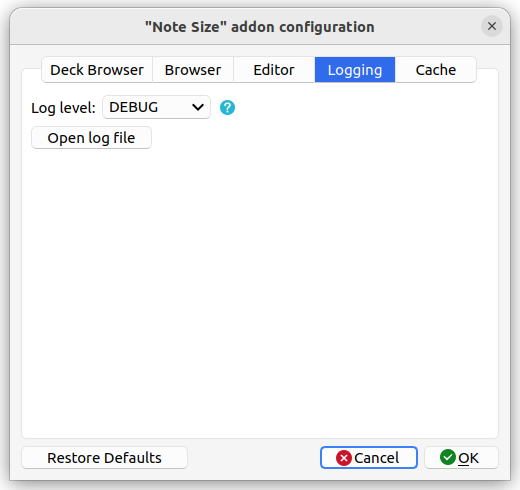 "Note Size" addon configuration
Deck Browser Browser Editor Logging Cache
Log level: DEBUG ?
Open log file
Restore Defaults Cancel OK